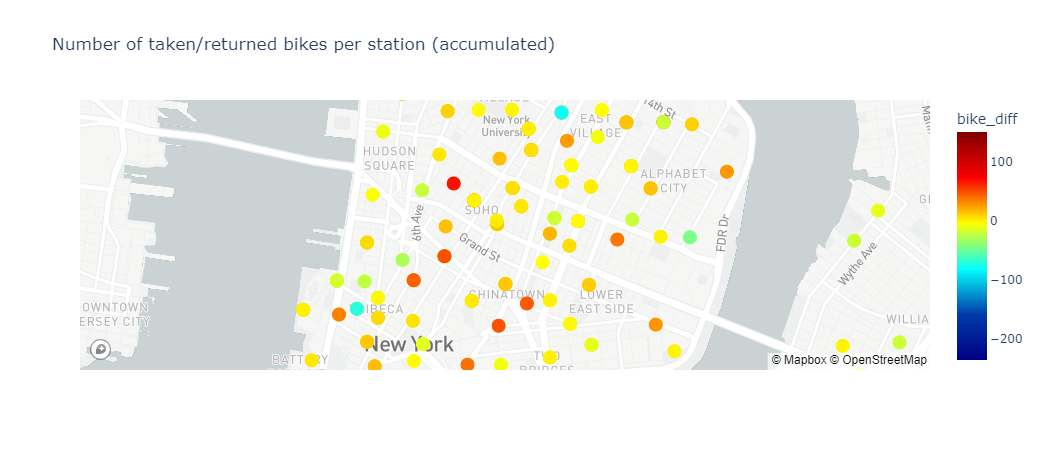 Number of taken/returned bikes per station (accumulated)
bike_diff
100
0
−100
−200
14th St
New York
University
EAST
VILLAGE
HUDSON
SQUARE
ALPHABET
CITY
SOHO
6th Ave
Grand St
FDR Dr
Wythe Ave
CHINATOWN
LOWER
EAST SIDE
OWNTOWN
ERSEY CITY
IBECA
WILLIA
New York
BATTERY
TWO
BRIDGES
© Mapbox © OpenStreetMap